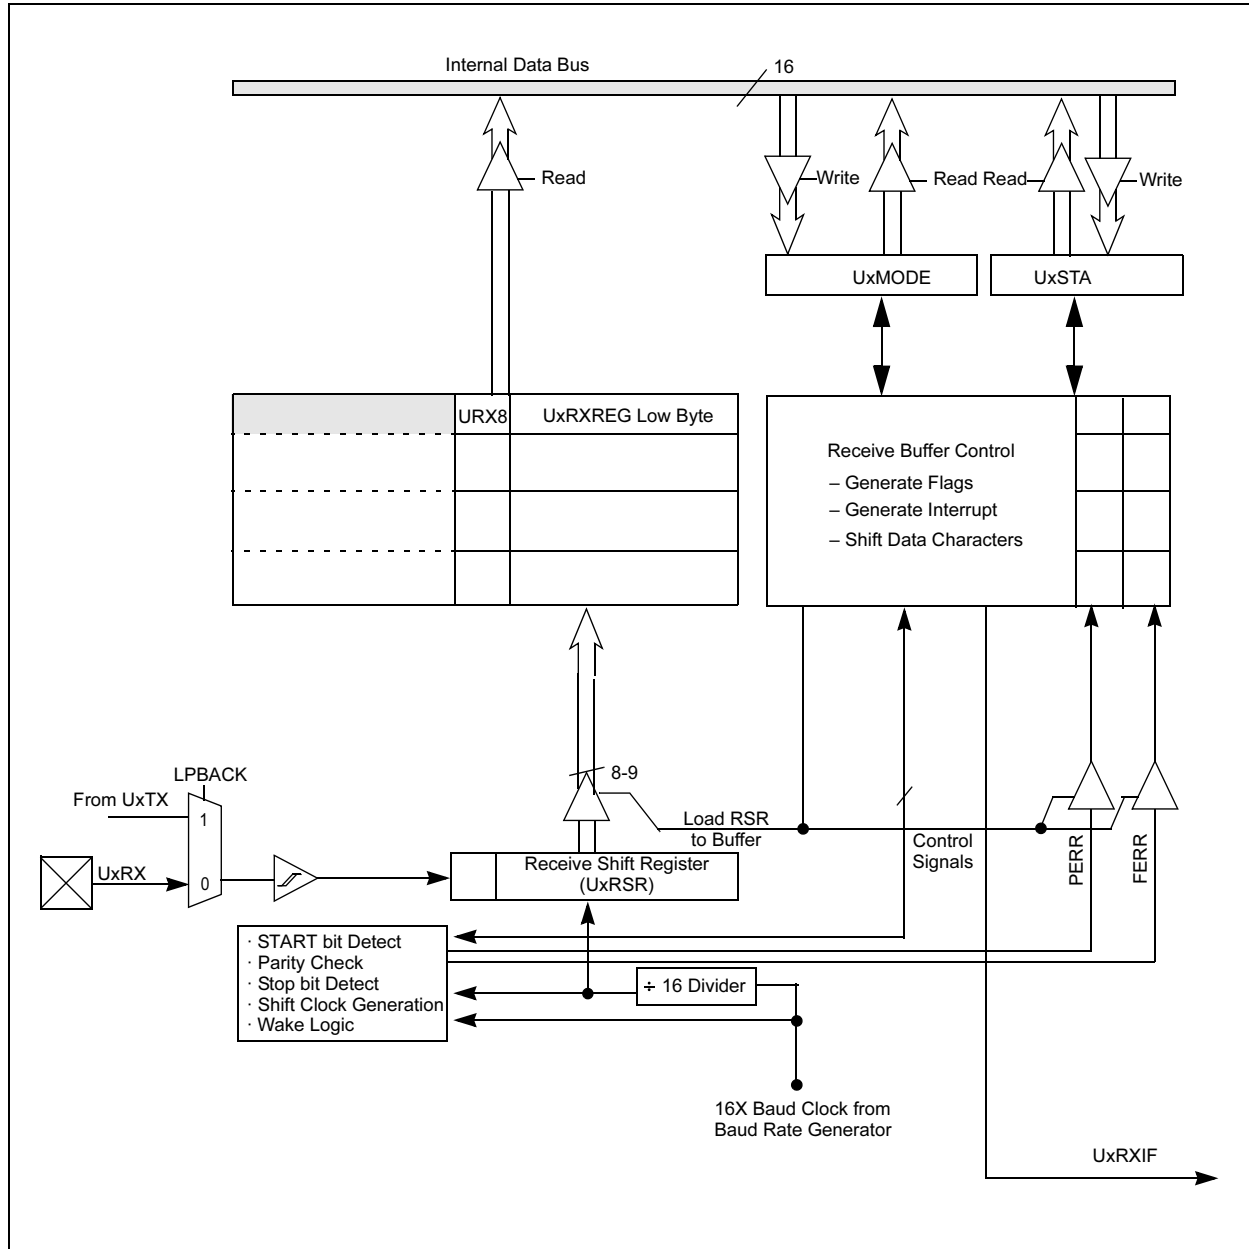 Internal Data Bus
16
Read
Write
Read Read
Write
UxMODE
UxSTA
URX8
UxRXREG Low Byte
Receive Buffer Control
– Generate Flags
– Generate Interrupt
– Shift Data Characters
LPBACK
From UxTX
1
UxRX
0
8-9
Load RSR
to Buffer
Control
Signals
PERR
FERR
Receive Shift Register
(UxRSR)
· START bit Detect
· Parity Check
· Stop bit Detect
· Shift Clock Generation
· Wake Logic
÷ 16 Divider
16X Baud Clock from
Baud Rate Generator
UxRXIF